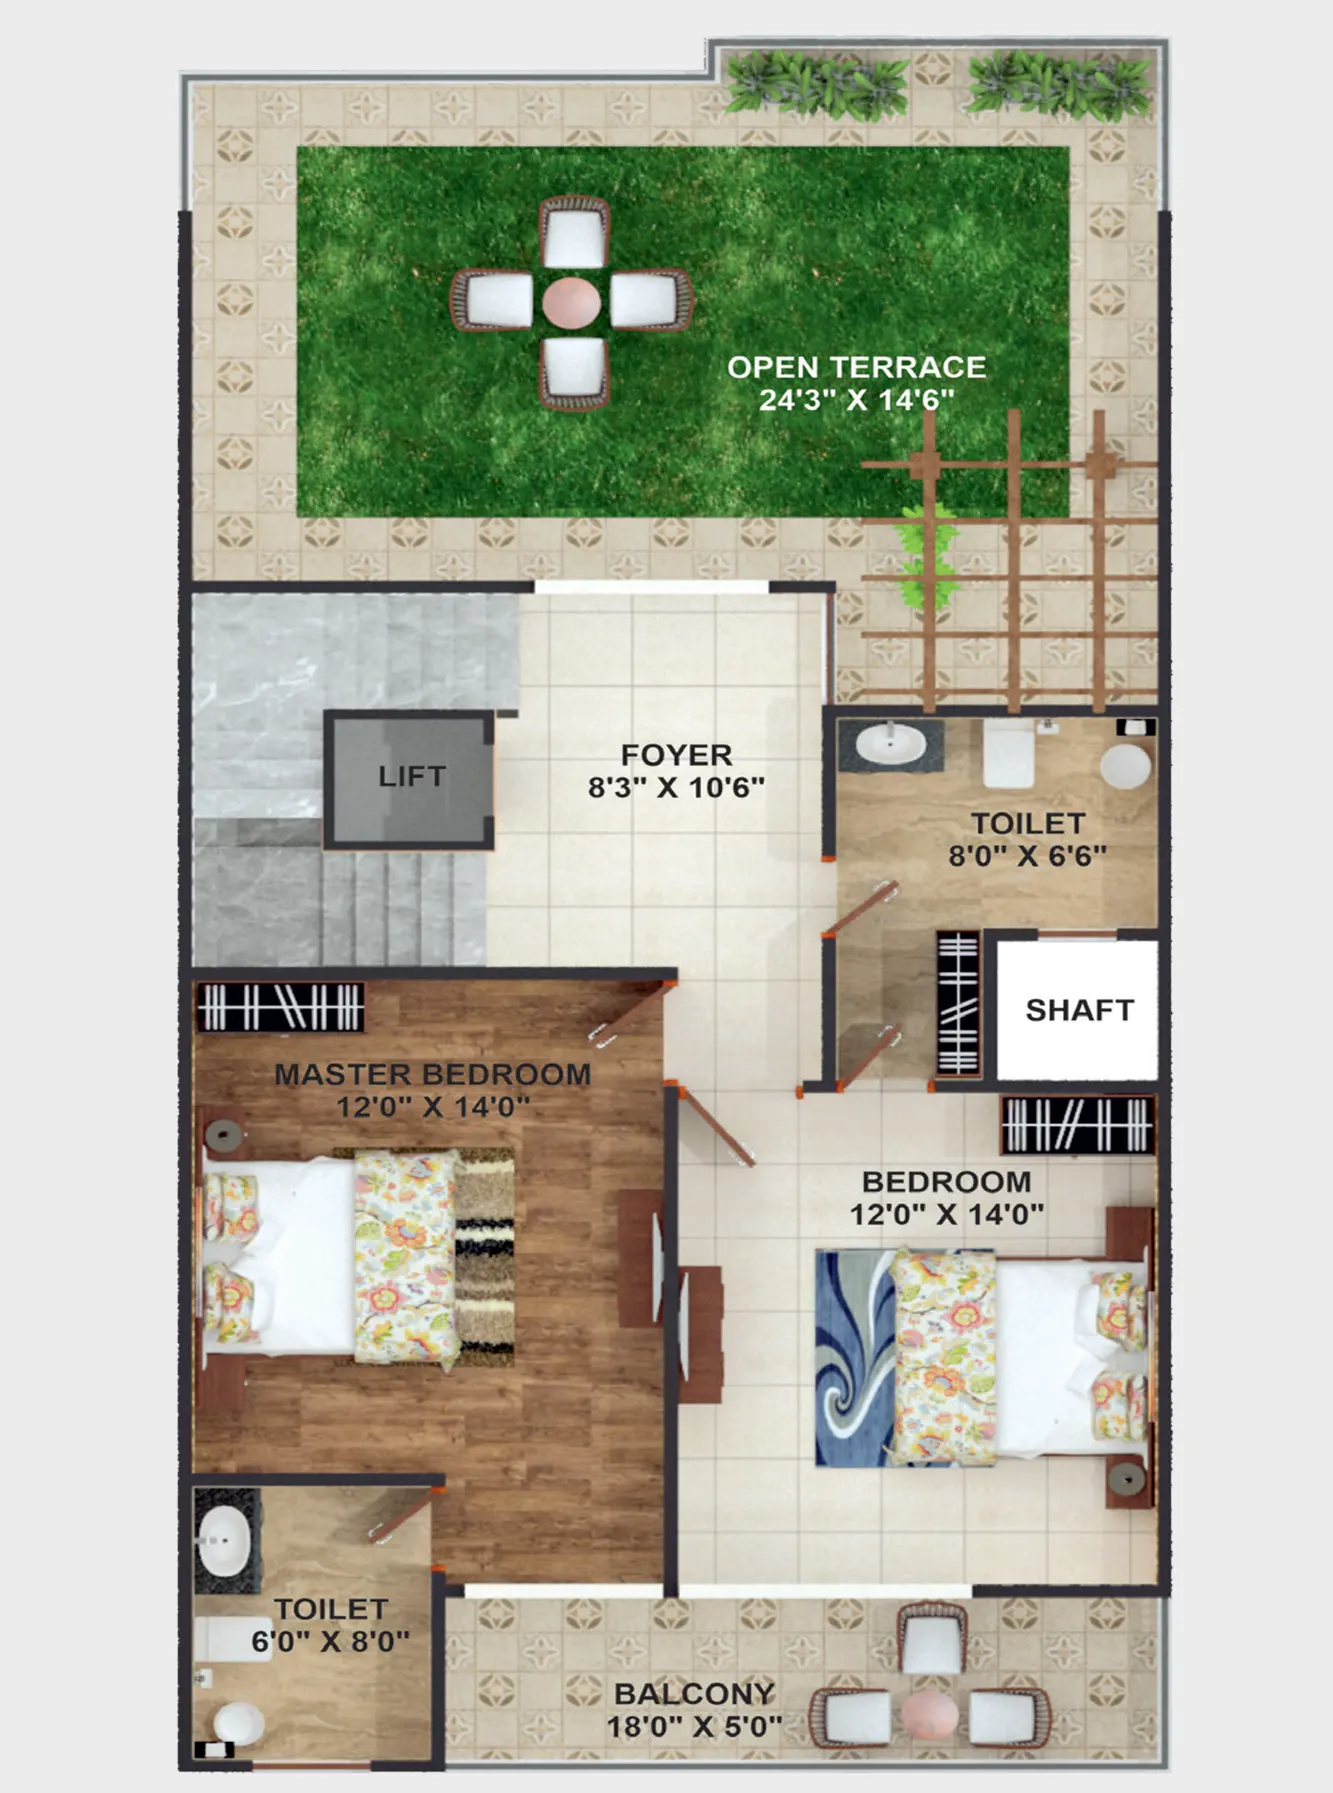 OPEN TERRACE
24'3" X 14'6"
FOYER
8'3" X 10'6"
LIFT
TOILET
8'0" X 6'6"
SHAFT
MASTER BEDROOM
12'0" X 14'0"
BEDROOM
12'0" X 14'0"
TOILET
6'0" X 8'0"
BALCONY
18'0" X 5'0"